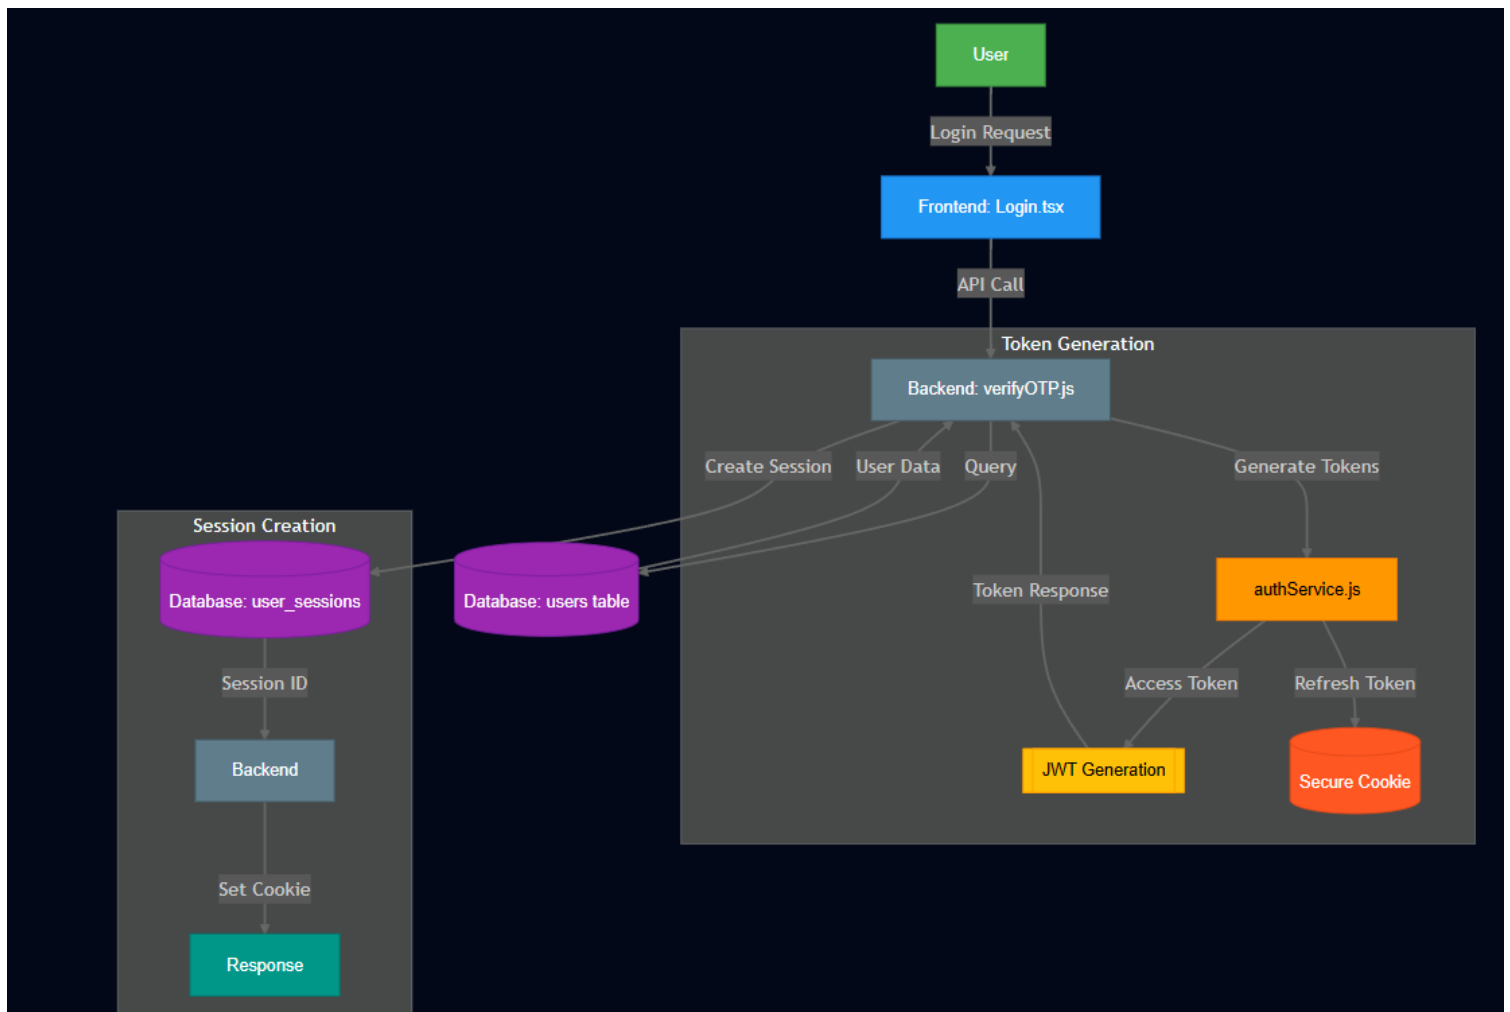 User
Login Request
Frontend: Login.tsx
API Call
Token Generation
Backend: verifyOTP.js
Create Session
User Data
Query
Generate Tokens
Session Creation
Database: user_sessions
Database: users table
Token Response
authService.js
Session ID
Access Token
Refresh Token
Backend
JWT Generation
Secure Cookie
Set Cookie
Response